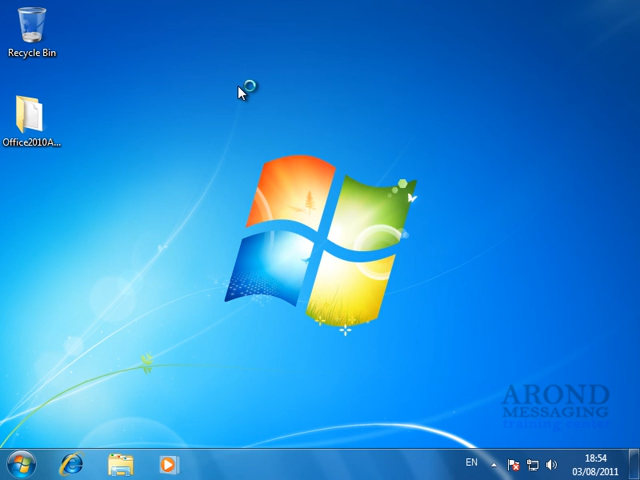 Recycle Bin
Office2010A...
AROND
MESSAGING
training center
EN
18:54
03/08/2011